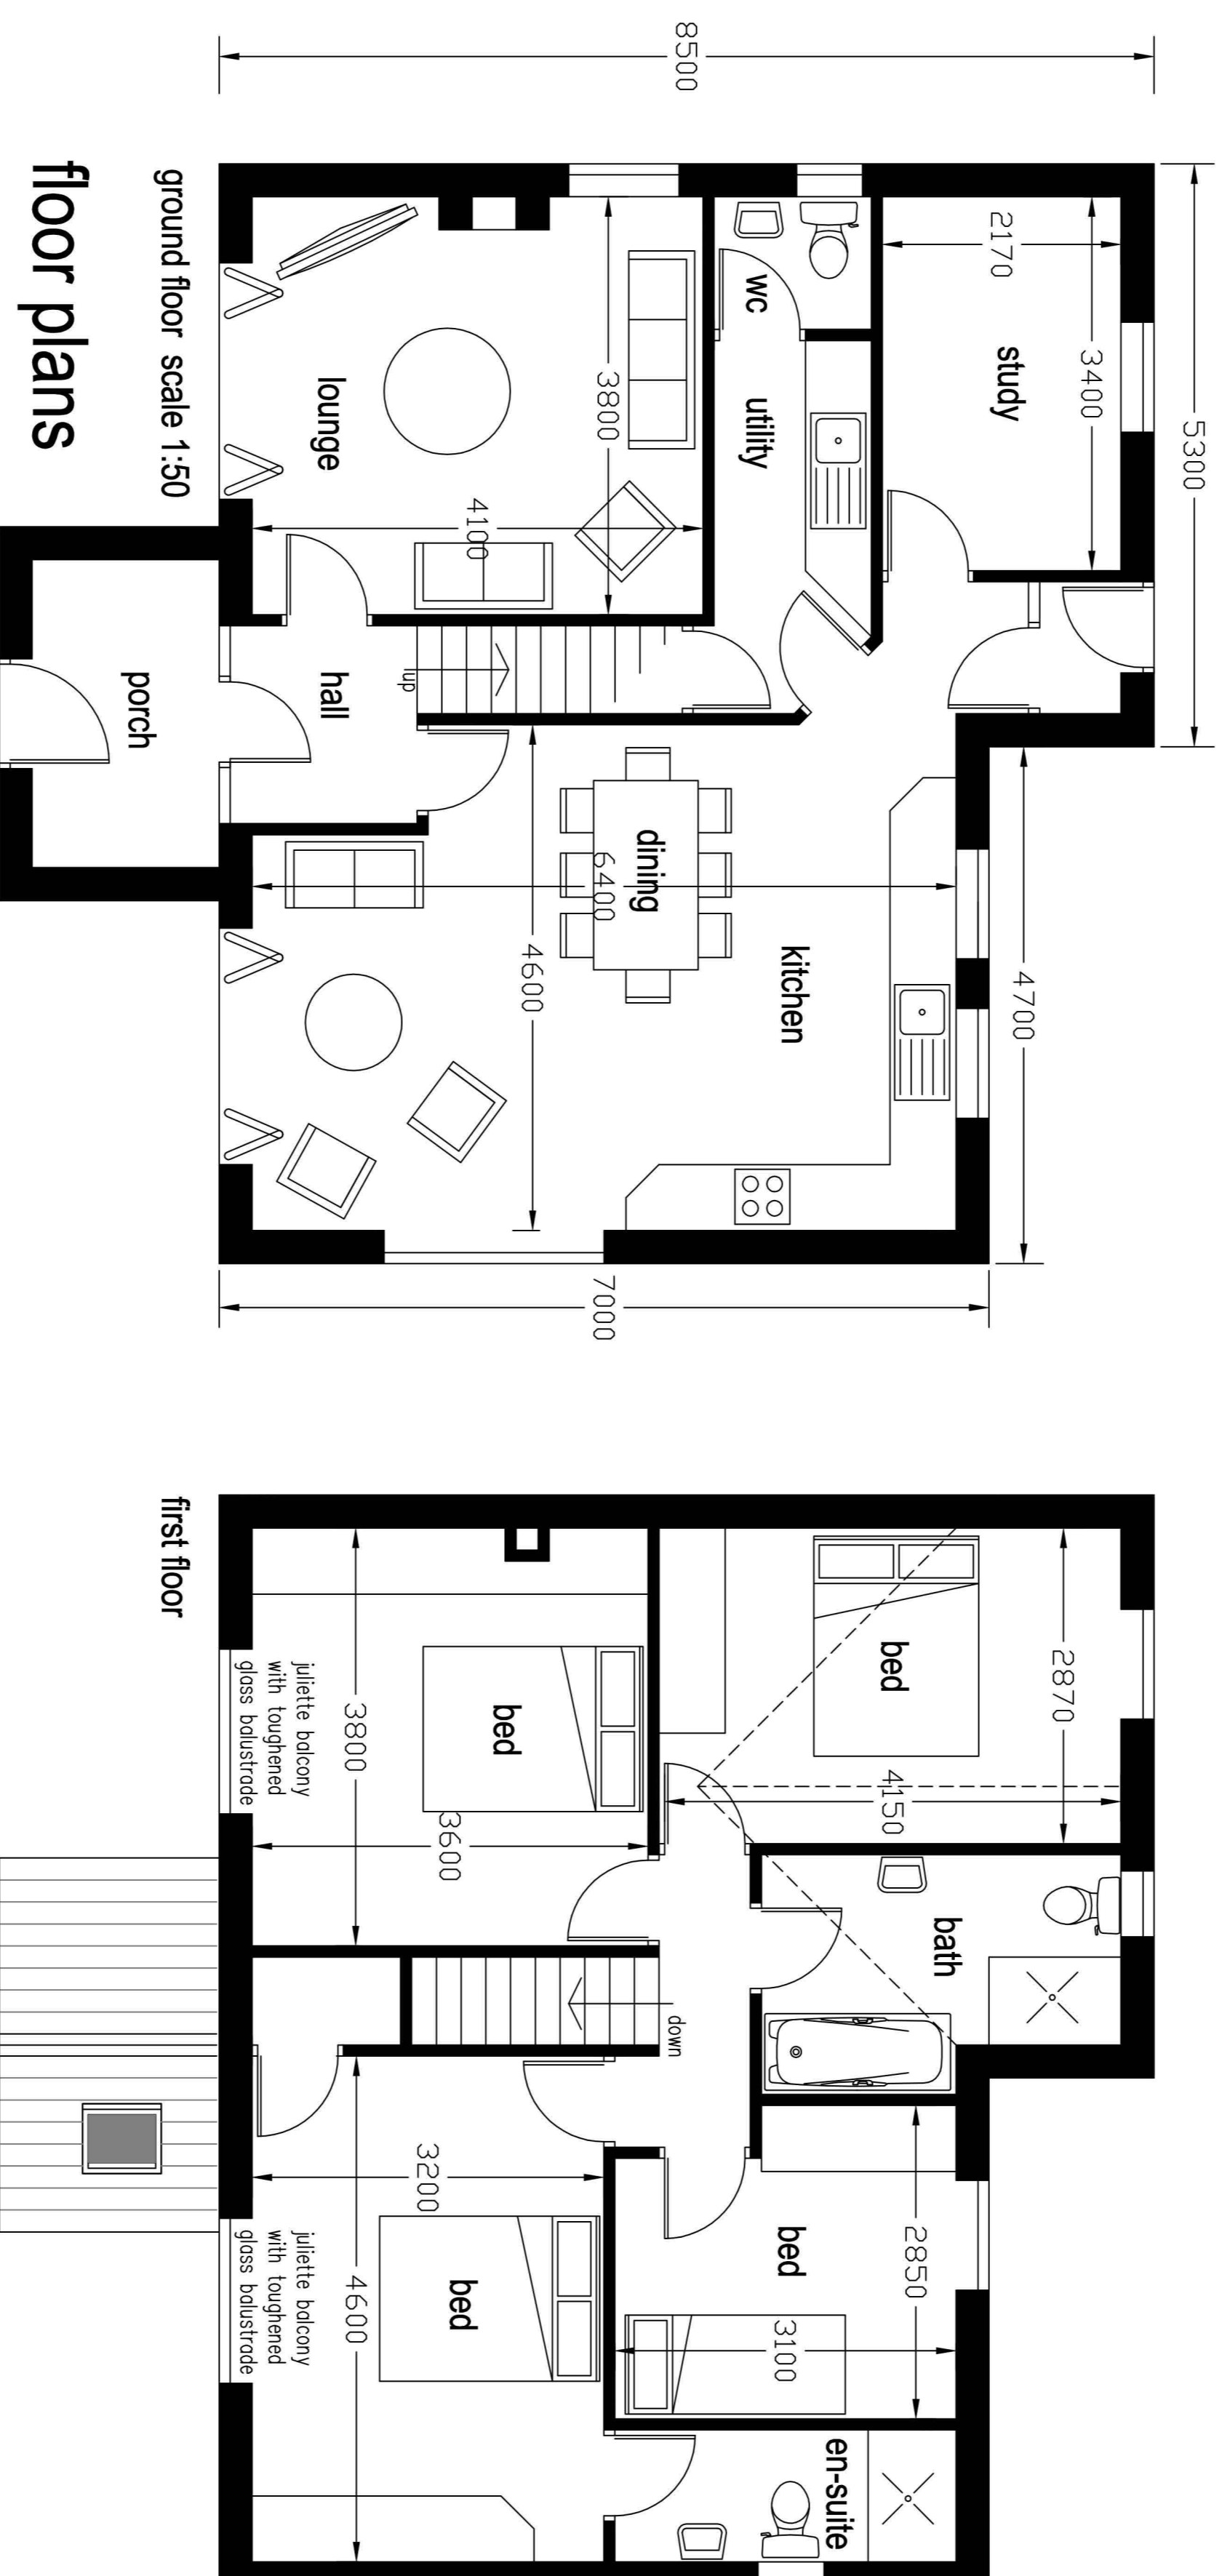 5300
8500
3400
2170
study
4700
wc
utility
kitchen
3800
dining
6400
4600
7000
4100
lounge
up
hall
porch
ground floor scale 1:50
floor plans
2870
bed
4150
bath
2850
bed
3100
en-suite
down
bed
3600
3800
bed
3200
4600
juliette balcony
with toughened
glass balustrade
juliette balcony
with toughened
glass balustrade
first floor